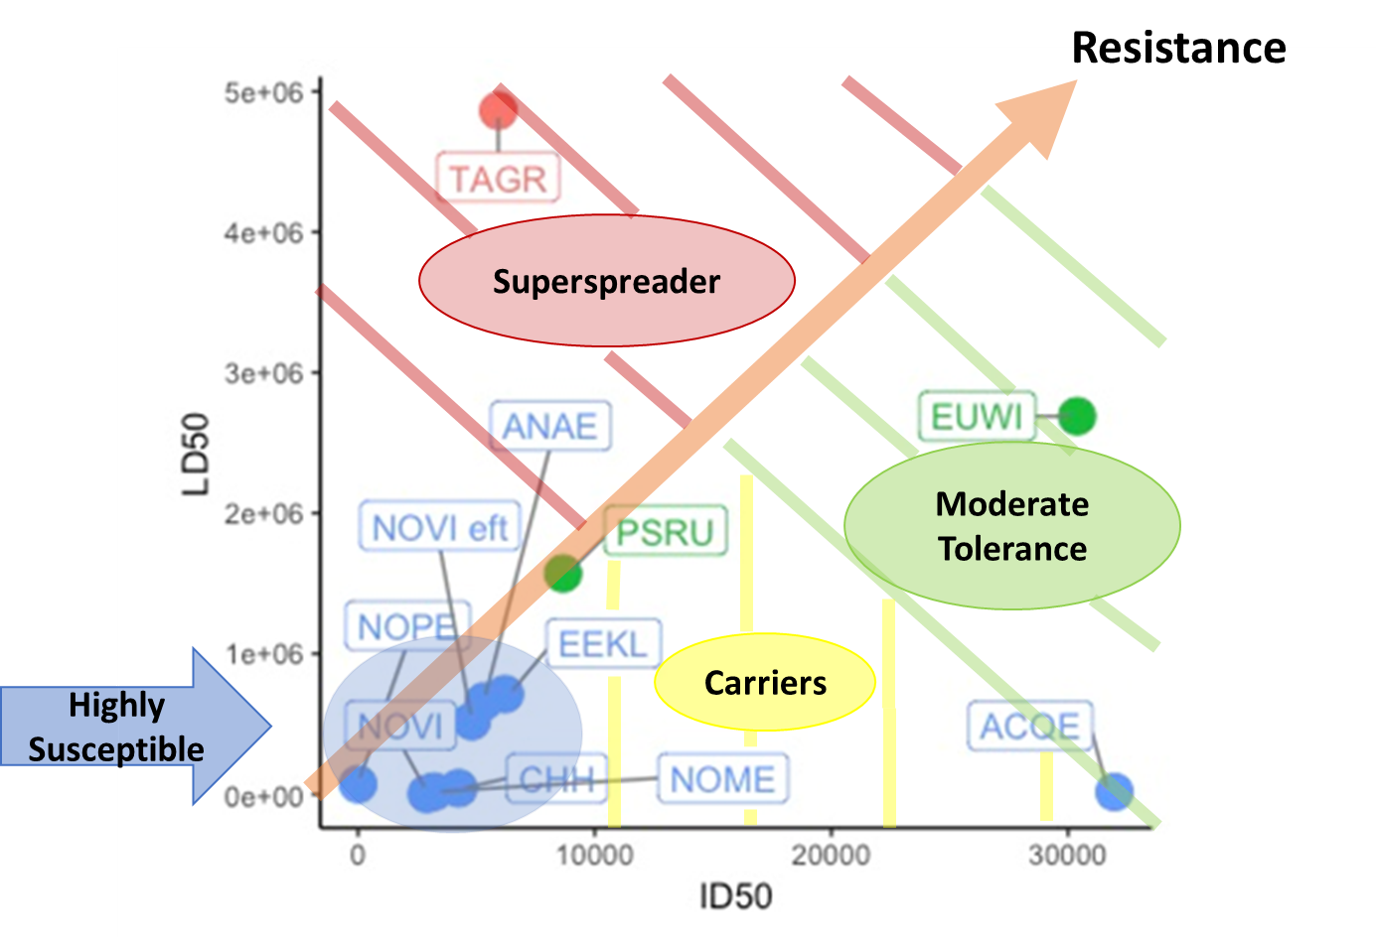 Resistance
5e+06
TAGR
4e+06
Superspreader
3e+06
ANAE
EUWI
LD50
Moderate
Tolerance
NOVI eft
PSRU
2e+06
NOPE
EEKL
1e+06
Carriers
Highly
Susceptible
NOVI
ACOE
CHH
NOME
0e+00
0
10000
20000
30000
ID50